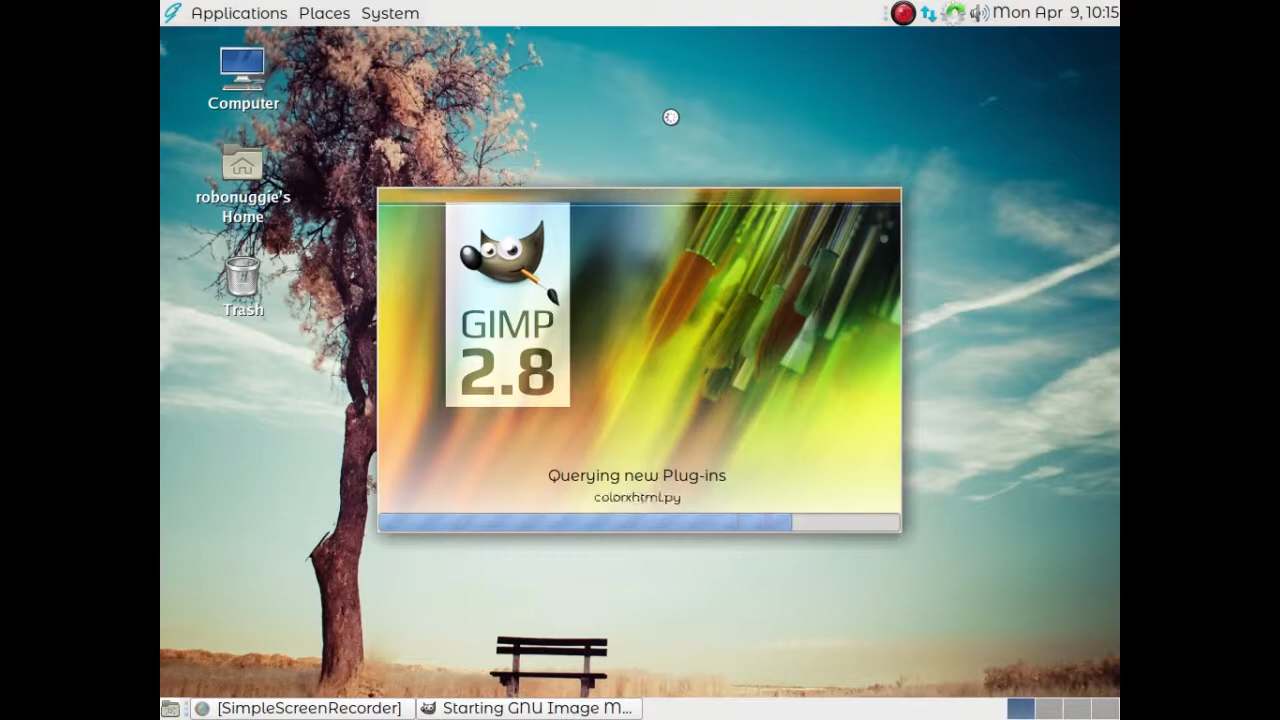 Applications Places System
Mon Apr 9, 10:15
Computer
robonuggie's
Home
Trash
GIMP
2.8
Querying new Plug-ins
colorxhtml.py
[SimpleScreenRecorder]
Starting GNU Image M...